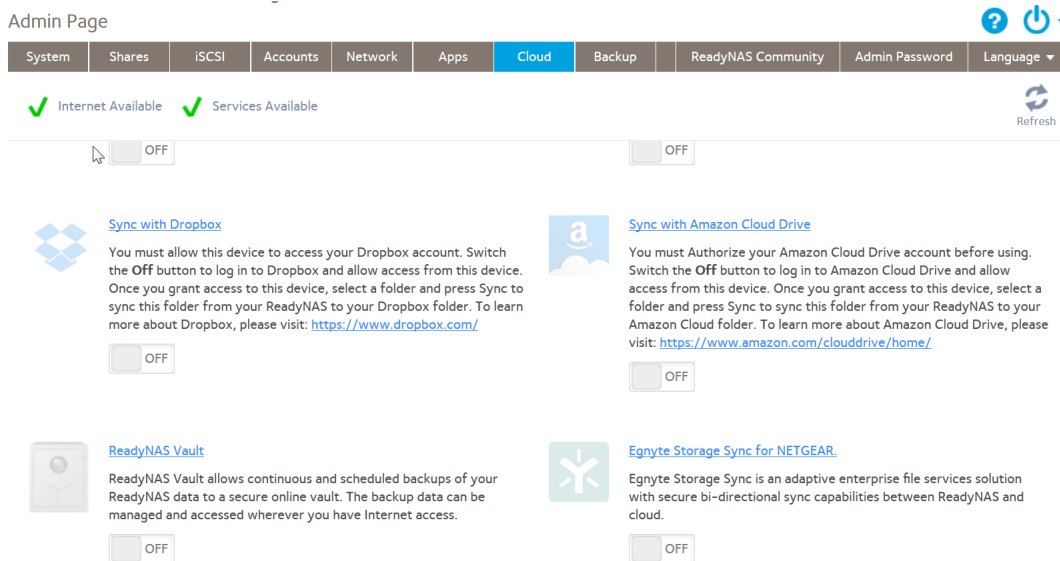 Admin Page
System Shares iSCSI Accounts Network Apps Cloud Backup ReadyNAS Community Admin Password Language
Internet Available Services Available
Refresh
OFF OFF
Sync with Dropbox
You must allow this device to access your Dropbox account. Switch
the Off button to log in to Dropbox and allow access from this device.
Once you grant access to this device, select a folder and press Sync to
sync this folder from your ReadyNAS to your Dropbox folder. To learn
more about Dropbox, please visit: https://www.dropbox.com/
OFF
Sync with Amazon Cloud Drive
You must Authorize your Amazon Cloud Drive account before using.
Switch the Off button to log in to Amazon Cloud Drive and allow
access from this device. Once you grant access to this device, select a
folder and press Sync to sync this folder from your ReadyNAS to your
Amazon Cloud folder. To learn more about Amazon Cloud Drive, please
visit: https://www.amazon.com/clouddrive/home/
OFF
ReadyNAS Vault
ReadyNAS Vault allows continuous and scheduled backups of your
ReadyNAS data to a secure online vault. The backup data can be
managed and accessed wherever you have Internet access.
OFF
Egnyte Storage Sync for NETGEAR.
Egnyte Storage Sync is an adaptive enterprise file services solution
with secure bi-directional sync capabilities between ReadyNAS and
cloud.
OFF